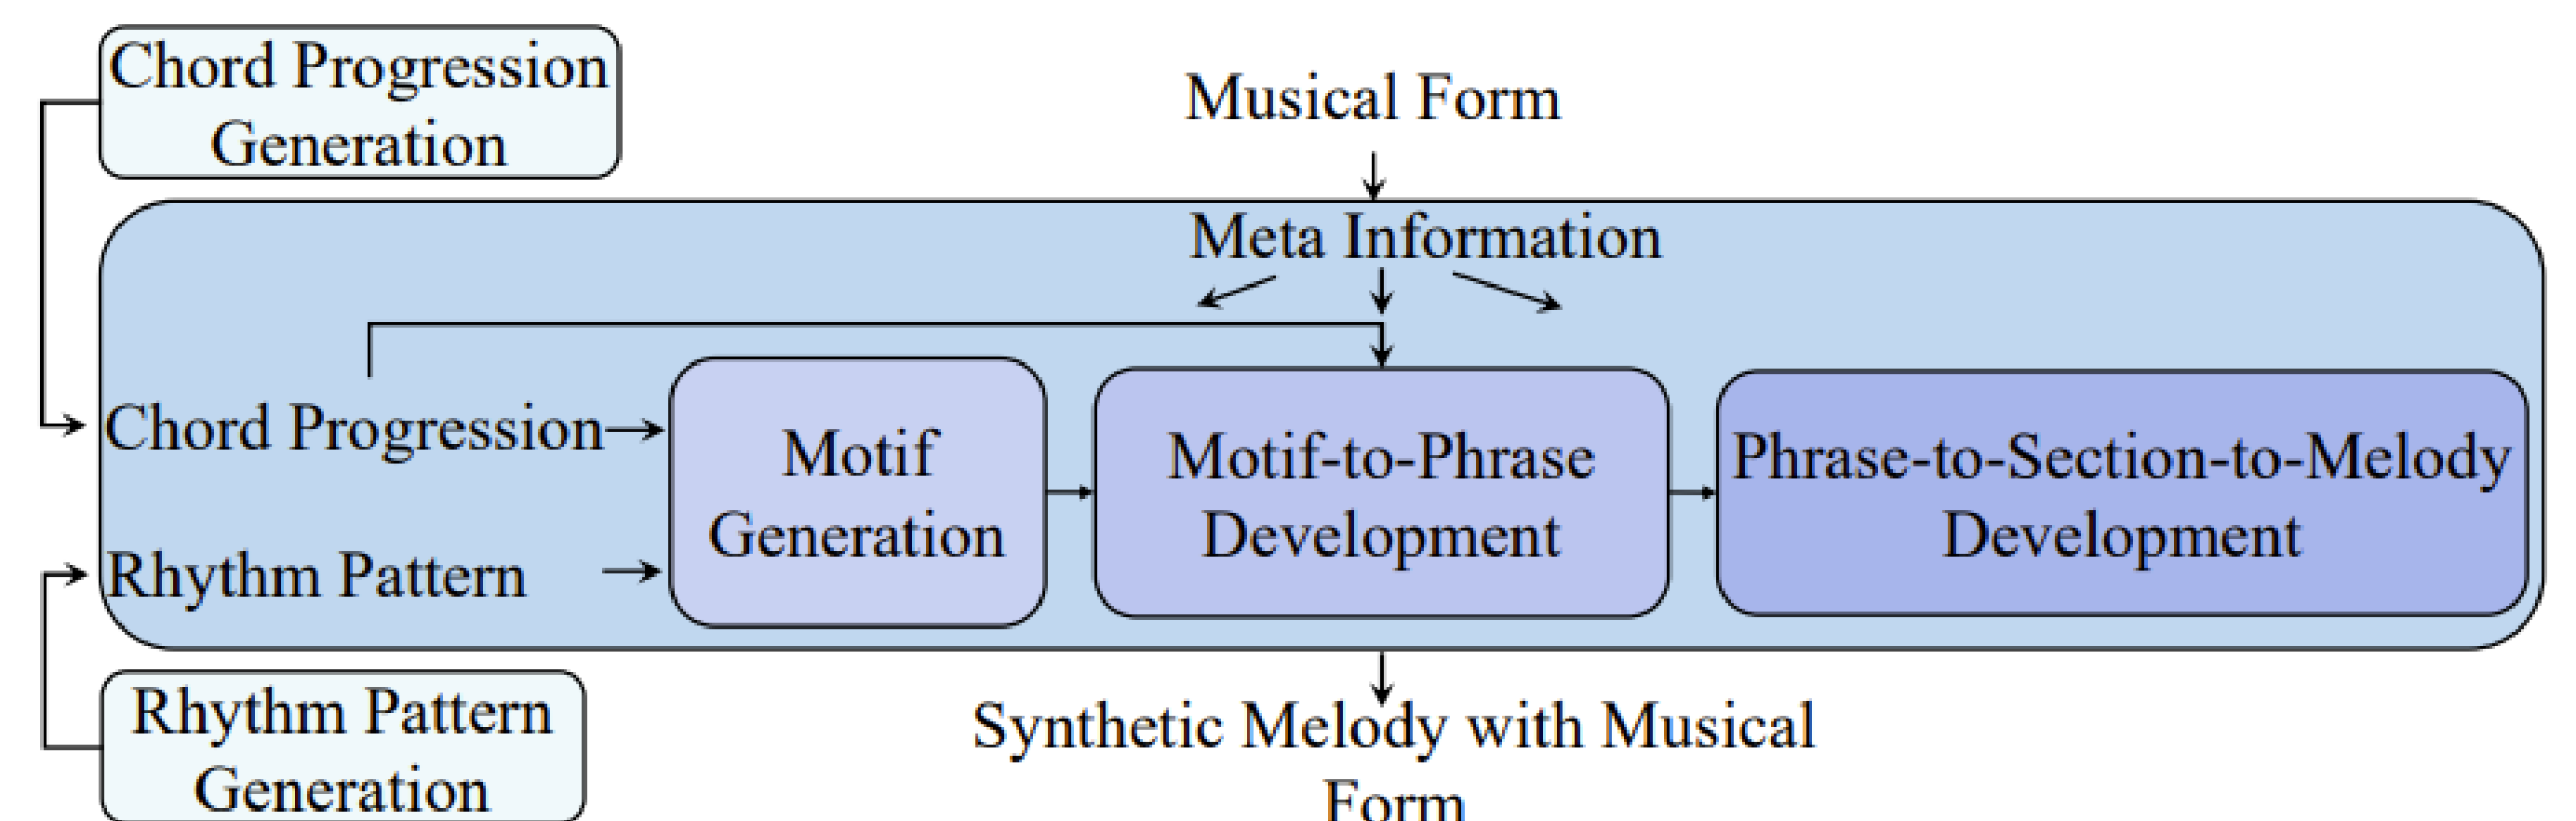 Chord Progression
Generation
Musical Form
Meta Information
Chord Progression
Rhythm Pattern
Motif
Generation
Motif-to-Phrase
Development
Phrase-to-Section-to-Melody
Development
Rhythm Pattern
Generation
Synthetic Melody with Musical
Form